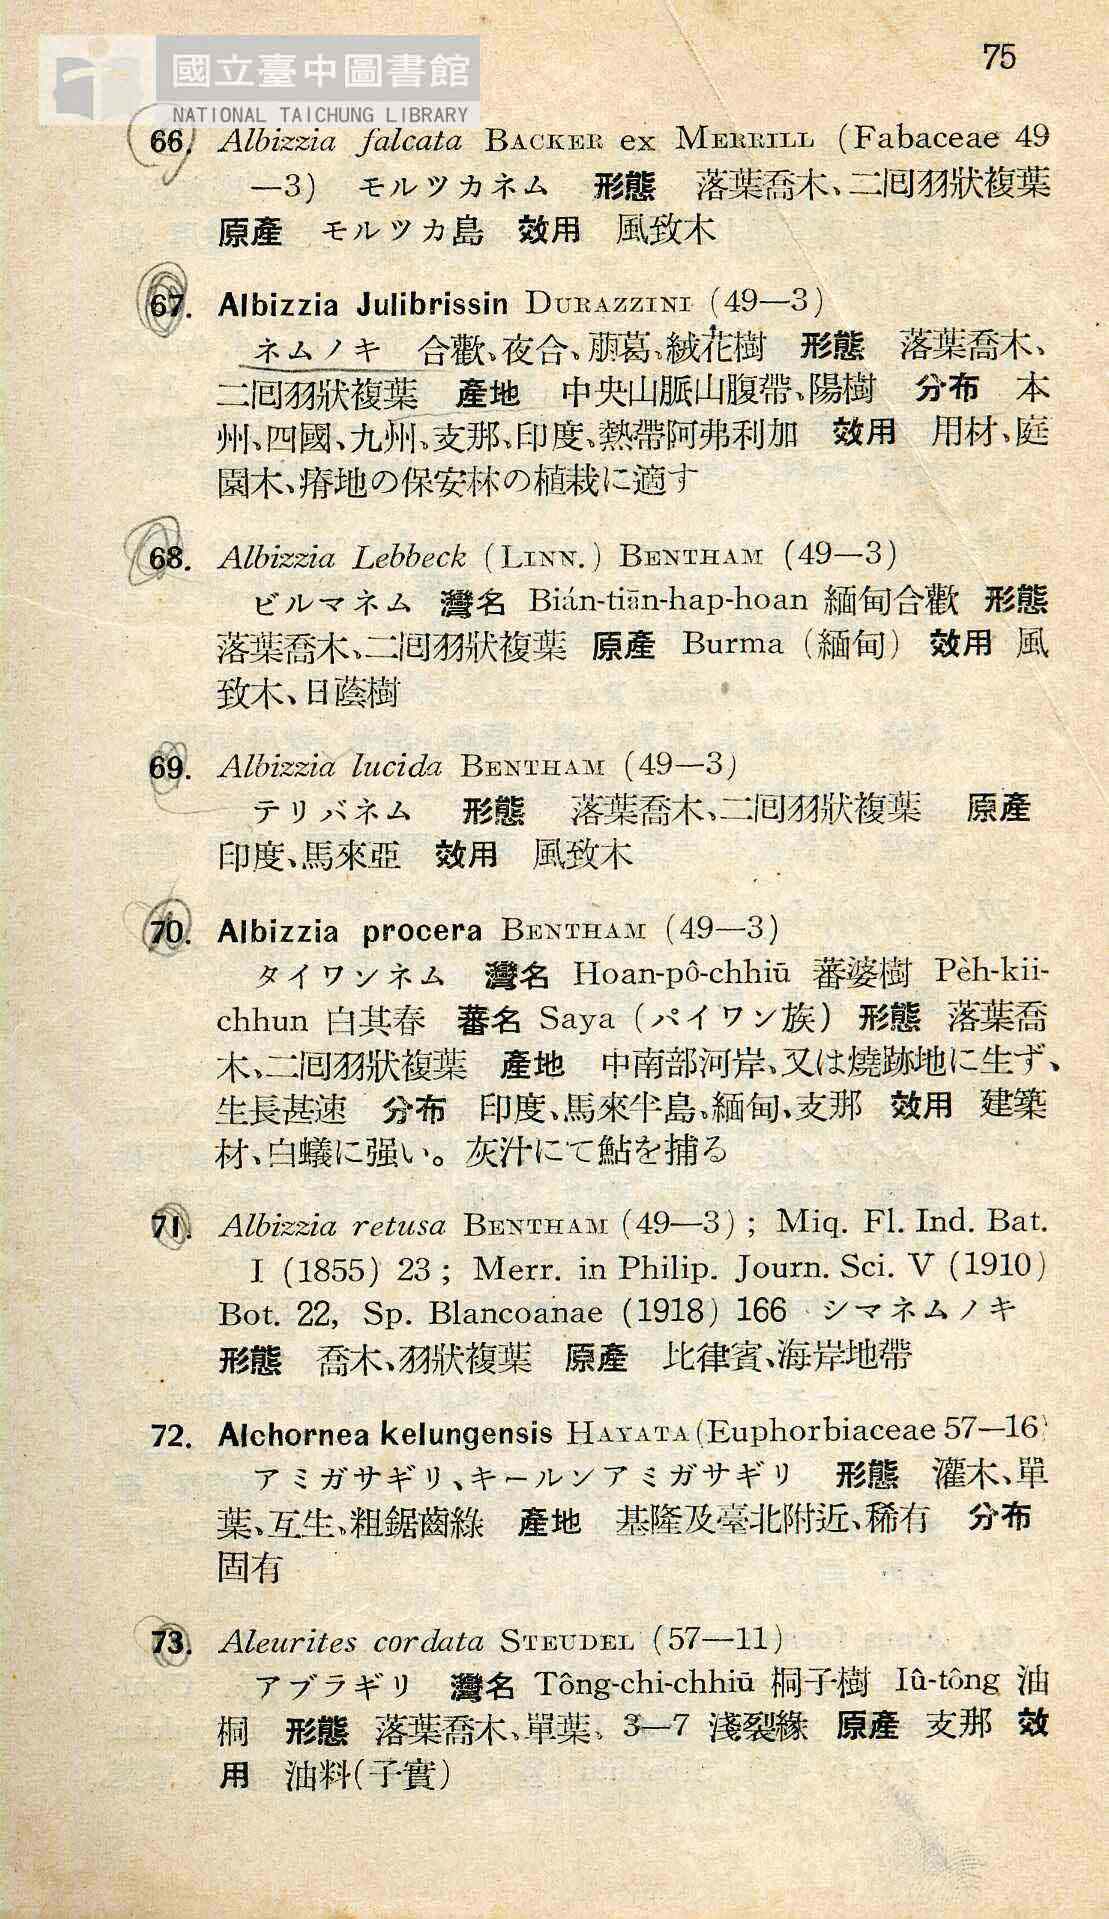 國立臺中圖書館
NATIONAL TAICHUNG LIBRARY
75
66. Albizzia falcata BACKER ex MERRILL (Fabaceae 49
—3) モルツカネム 形態 落葉喬木、二囘羽狀複葉
原產 モルツカ島 效用 風致木
67. Albizzia Julibrissin DURAZZINI (49—3)
ネムノキ 合歡、夜合、萠葛、絨花樹 形態 落葉喬木、
二囘羽狀複葉 產地 中央山脈山腹帶、陽樹 分布 本
州、四國、九州、支那、印度、熱帶阿弗利加 效用 用材、庭
園木、瘠地の保安林の植栽に適す
68. Albizzia Lebbeck (LINN.) BENTHAM (49—3)
ビルマネム 灣名 Bián-tiān-hap-hoan 緬甸合歡 形態
落葉喬木、二囘羽狀複葉 原產 Burma (緬甸) 效用 風
致木、日蔭樹
69. Albizzia lucida BENTHAM (49—3)
テリバネム 形態 落葉喬木、二囘羽狀複葉 原產
印度、馬來亞 效用 風致木
70. Albizzia procera BENTHAM (49—3)
タイワンネム 灣名 Hoan-pô-chhiū 蕃婆樹 Pèh-kii-
chhun 白其春 蕃名 Saya (パイワン族) 形態 落葉喬
木、二囘羽狀複葉 產地 中南部河岸、又は燒跡地に生ず、
生長甚速 分布 印度、馬來半島、緬甸、支那 效用 建築
材、白蟻に强い。灰汁にて鮎を捕る
71. Albizzia retusa BENTHAM (49—3) ; Miq. Fl. Ind. Bat.
I (1855) 23 ; Merr. in Philip. Journ. Sci. V (1910)
Bot. 22, Sp. Blancoanae (1918) 166 シマネムノキ
形態 喬木、羽狀複葉 原產 比律賓、海岸地帶
72. Alchornea kelungensis HAYATA (Euphorbiaceae 57—16)
アミガサギリ、キールンアミガサギリ 形態 灌木、單
葉、互生、粗鋸齒緣 產地 基隆及臺北附近、稀有 分布
固有
73. Aleurites cordata STEUDEL (57—11)
アブラギリ 灣名 Tông-chi-chhiū 桐子樹 Iû-tông 油
桐 形態 落葉喬木、單葉、3—7 淺裂緣 原產 支那 效
用 油料(子實)